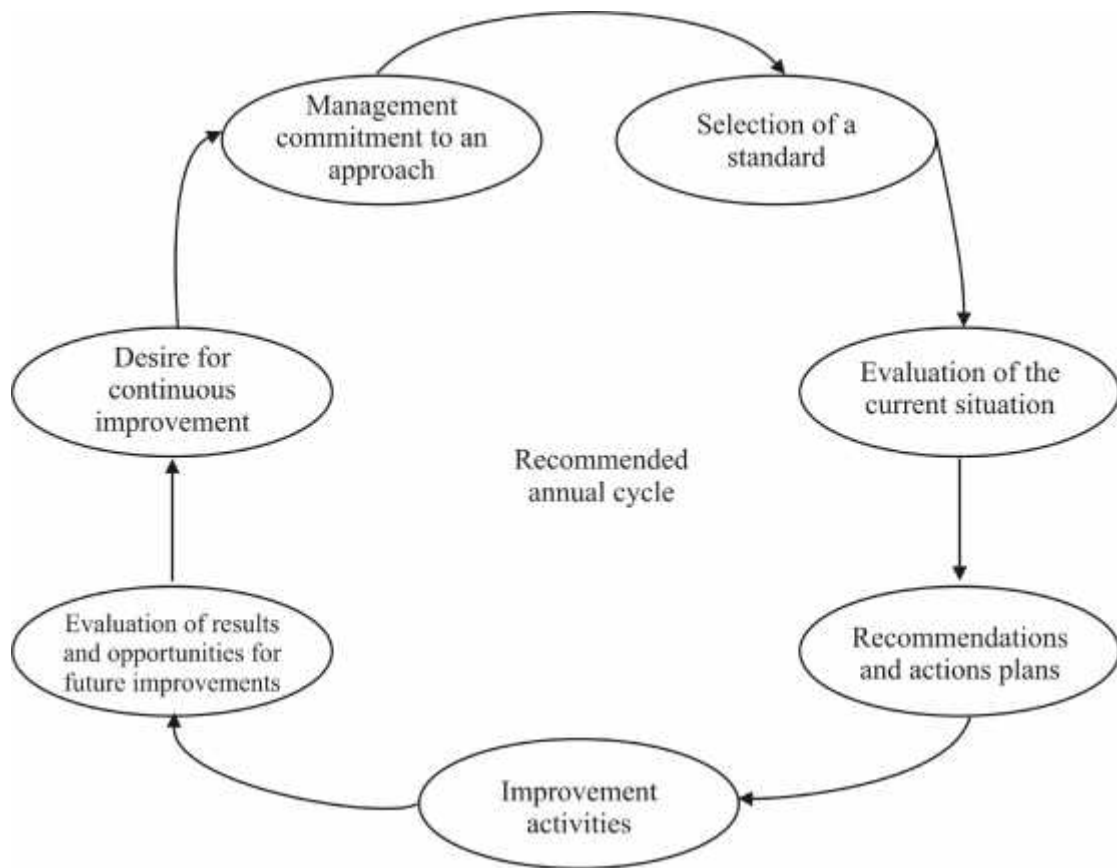 Management
commitment to an
approach
Selection of a
standard
Desire for
continuous
improvement
Evaluation of the
current situation
Recommended
annual cycle
Evaluation of results
and opportunities for
future improvements
Recommendations
and actions plans
Improvement
activities